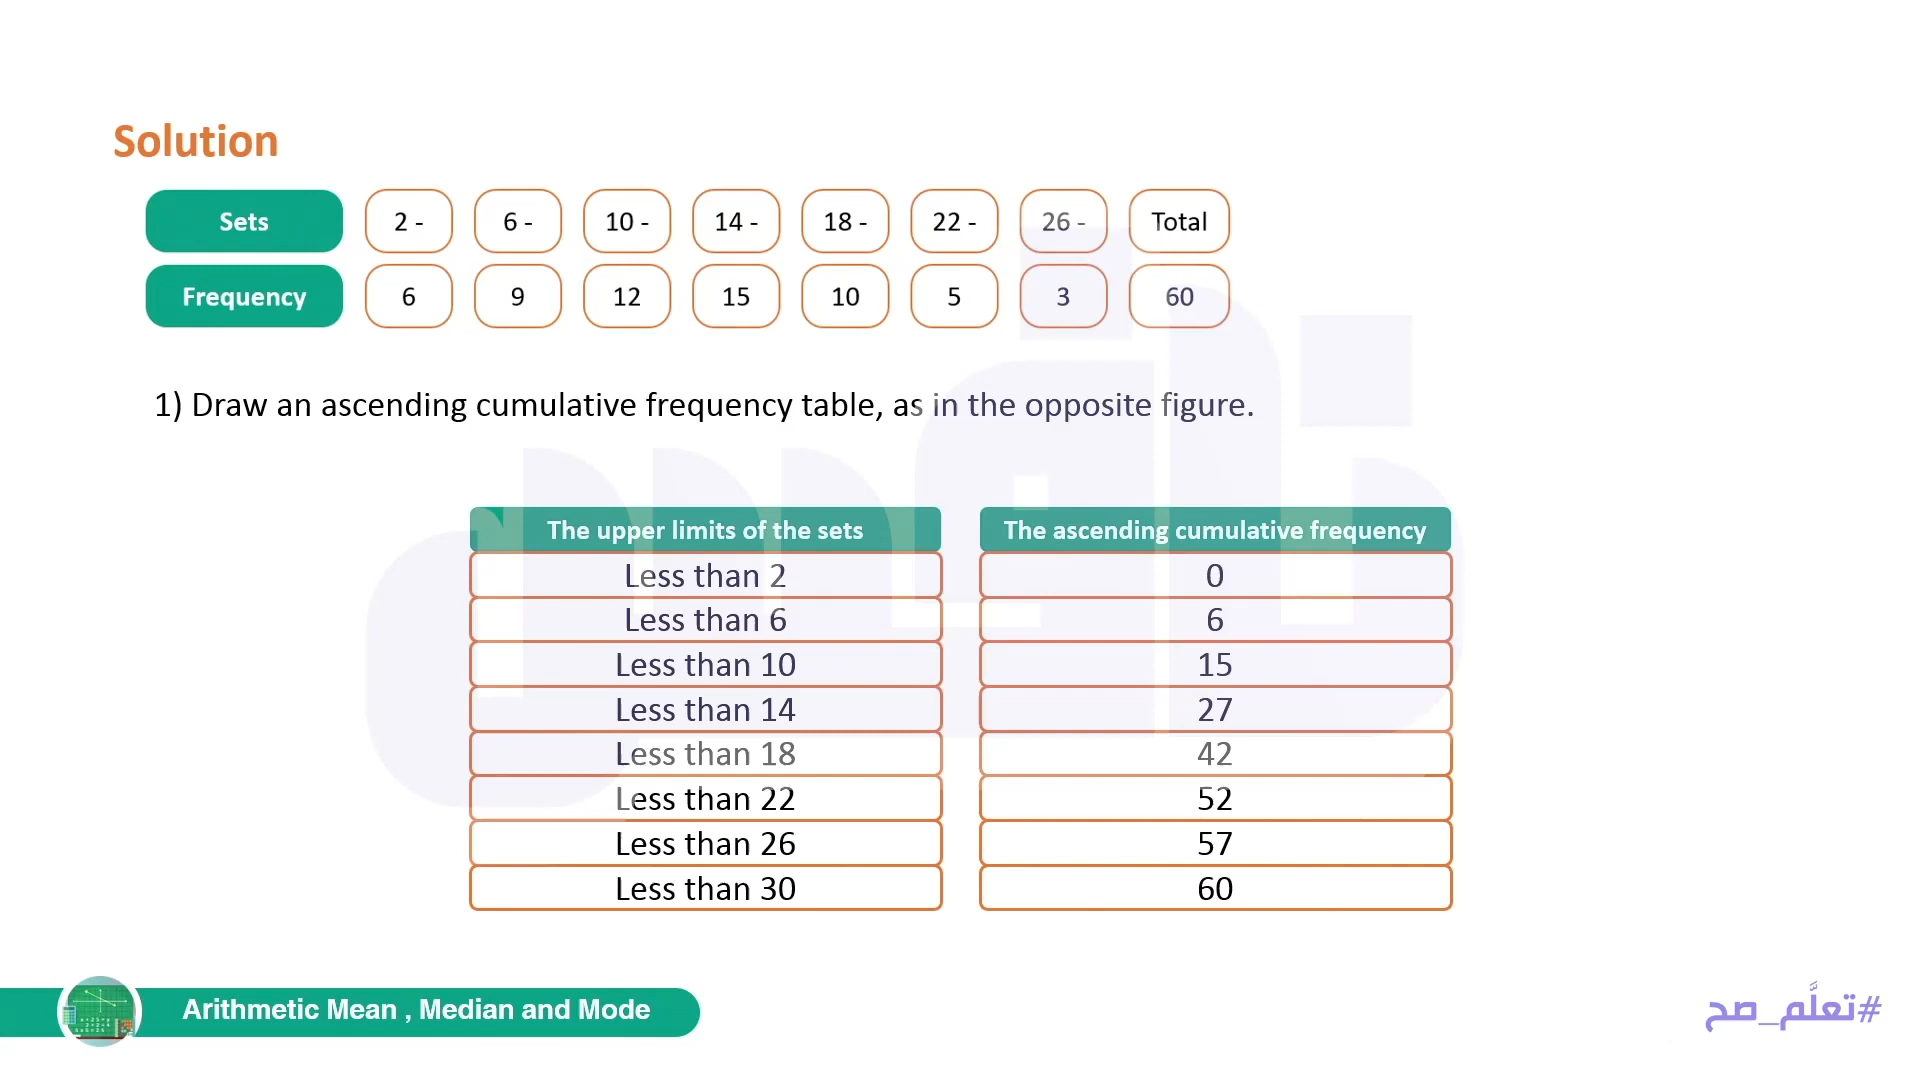 Solution
Sets 2 - 6 - 10 - 14 - 18 - 22 - 26 - Total
Frequency 6 9 12 15 10 5 3 60
1) Draw an ascending cumulative frequency table, as in the opposite figure.
The upper limits of the sets The ascending cumulative frequency
Less than 2 0
Less than 6 6
Less than 10 15
Less than 14 27
Less than 18 42
Less than 22 52
Less than 26 57
Less than 30 60
Arithmetic Mean , Median and Mode
#تعلَّم_صح